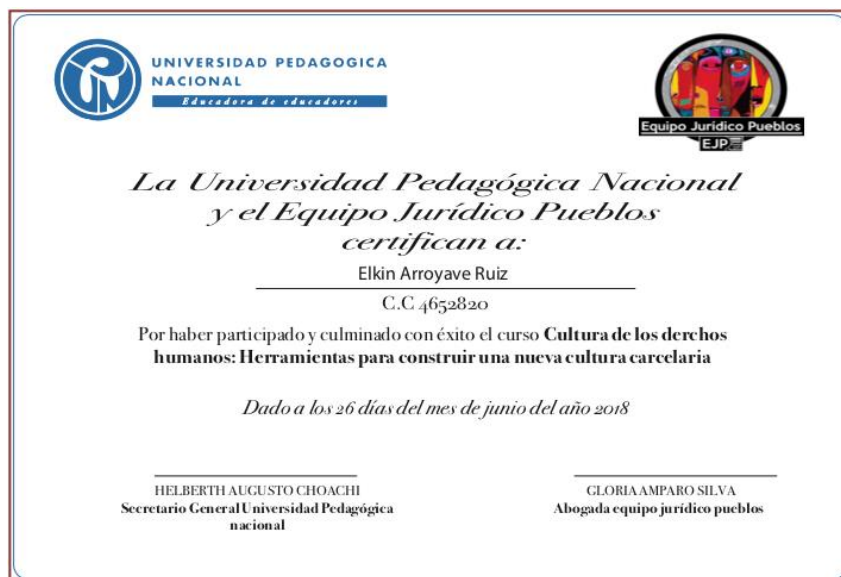 UNIVERSIDAD PEDAGOGICA
NACIONAL
Educadora de educadores
Equipo Jurídico Pueblos
EJP
La Universidad Pedagógica Nacional
y el Equipo Jurídico Pueblos
certifican a:
Elkin Arroyave Ruiz
C.C 4652820
Por haber participado y culminado con éxito el curso Cultura de los derchos
humanos: Herramientas para construir una nueva cultura carcelaria
Dado a los 26 días del mes de junio del año 2018
HELBERTH AUGUSTO CHOACHI
Secretario General Universidad Pedagógica
nacional
GLORIA AMPARO SILVA
Abogada equipo jurídico pueblos